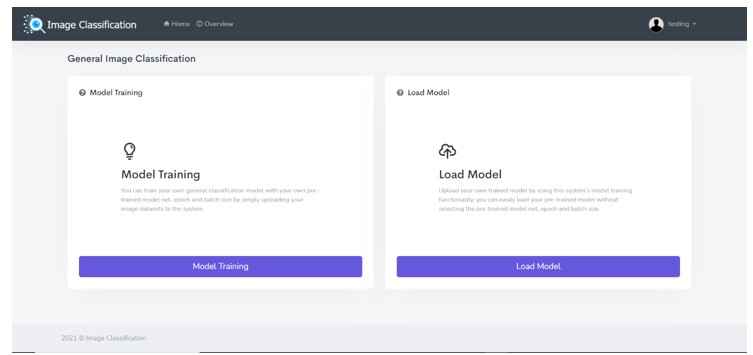 Image Classification
Home Overview
testing
General Image Classification
Model Training
Model Training
You can train your own general classification model with your own pre-
trained model net, epoch and batch size by simply uploading your
image datasets to the system.
Model Training
Load Model
Load Model
Upload your own trained model by using this system's model training
functionality, you can easily load your pre-trained model without
selecting the pre-trained model net, epoch and batch size.
Load Model
2021 © Image Classification